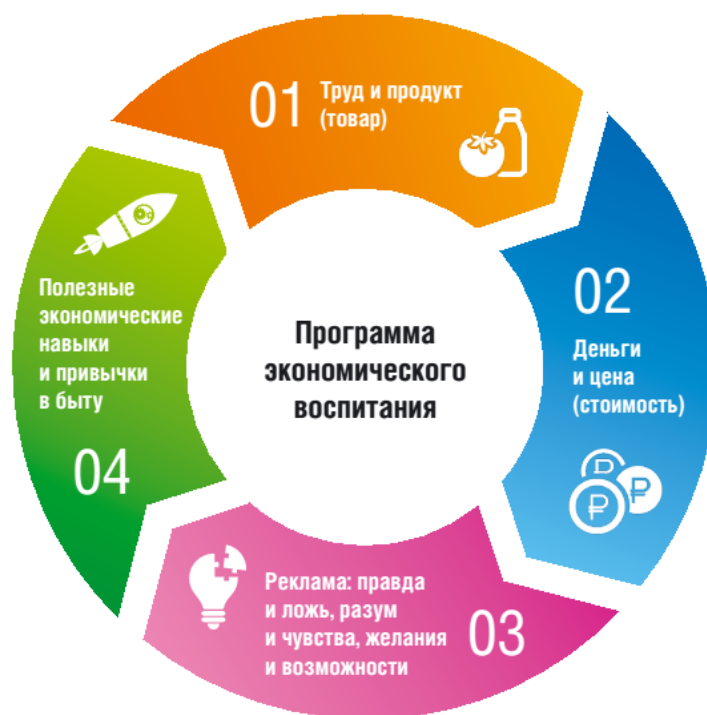 01
Труд и продукт
(товар)
02
Деньги
и цена
(стоимость)
03
Реклама: правда
и ложь, разум
и чувства, желания
и возможности
04
Полезные
экономические
навыки
и привычки
в быту
Программа
экономического
воспитания